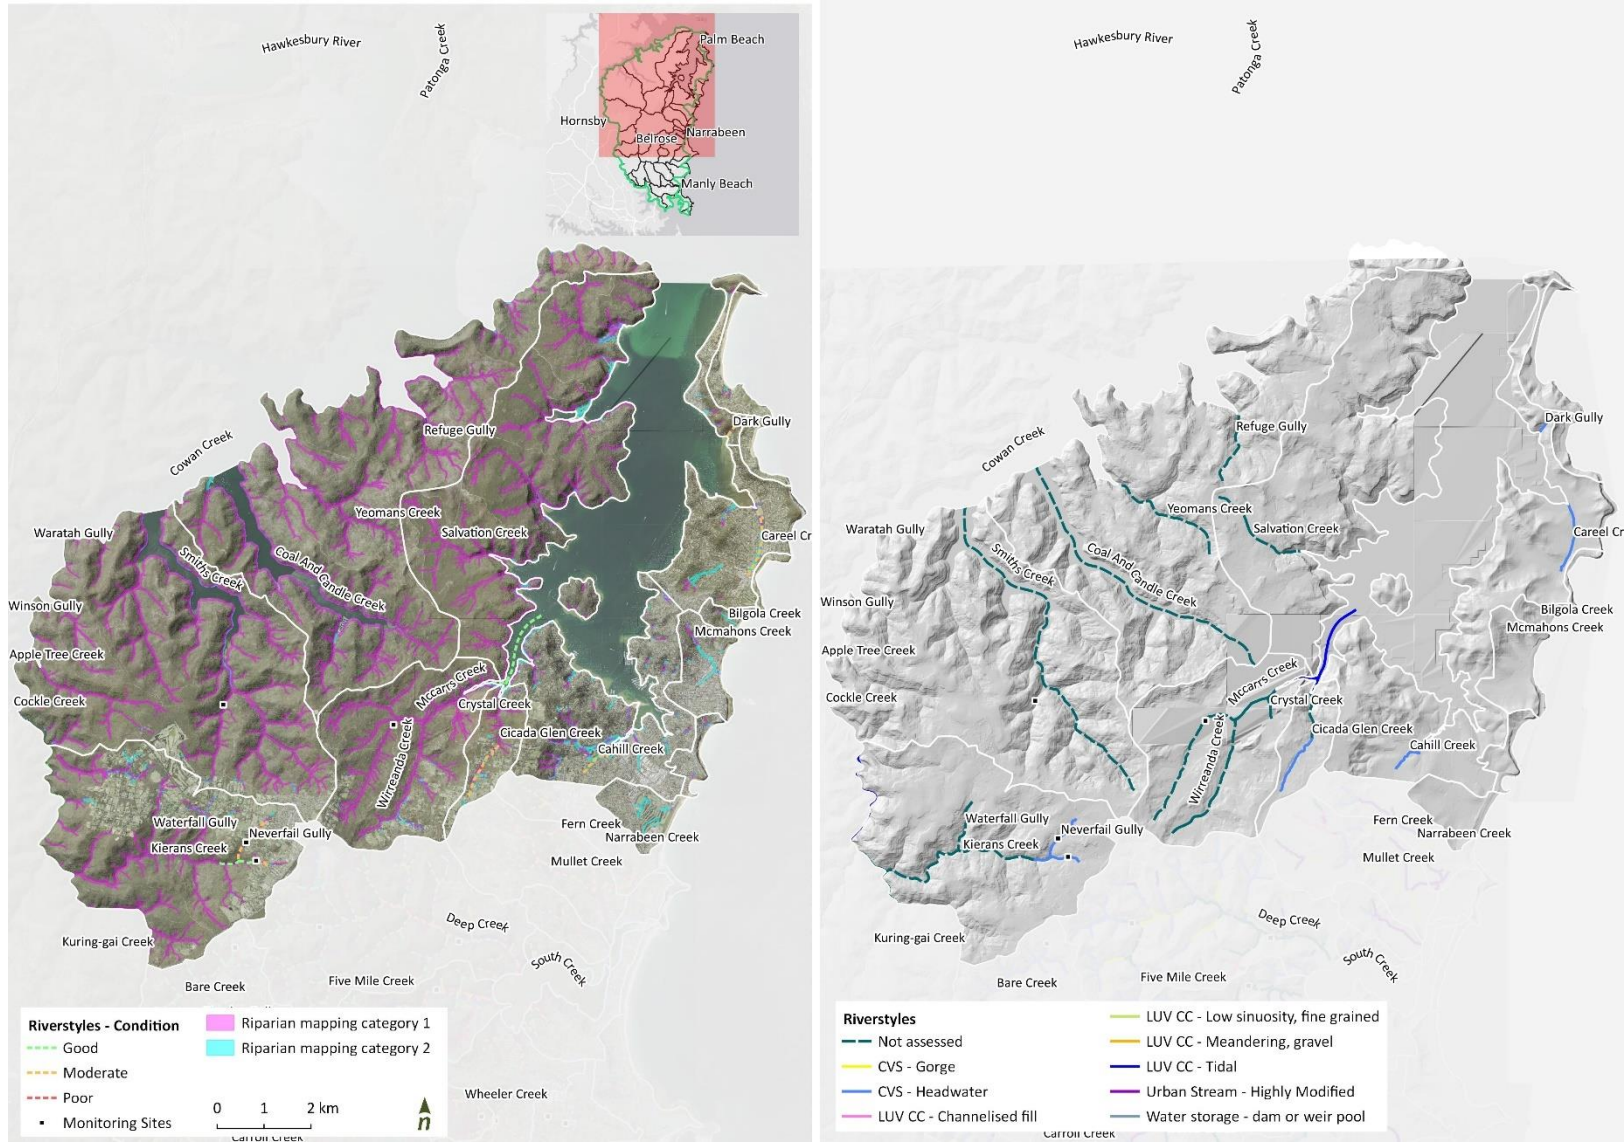 Hawkesbury River
Patonga Creek
Palm Beach
Hornsby
Narrabeen
Belrose
Manly Beach
Dark Gully
Refuge Gully
Cowan Creek
Yeomans Creek
Waratah Gully
Salvation Creek
Careel Cr
Smiths Creek
Coal And Candle Creek
Winson Gully
Bilgola Creek
Mcmahons Creek
Apple Tree Creek
Mccarrs Creek
Cockle Creek
Crystal Creek
Cicada Glen Creek
Cahill Creek
Wirreanda Creek
Waterfall Gully
Neverfail Gully
Fern Creek
Narrabeen Creek
Kierans Creek
Mullet Creek
Deep Creek
Kuring-gai Creek
South Creek
Five Mile Creek
Bare Creek
Riverstyles - Condition
Good
Moderate
Poor
Monitoring Sites
Riparian mapping category 1
Riparian mapping category 2
0 1 2 km
n
Wheeler Creek
Carroll Creek
Hawkesbury River
Patonga Creek
Dark Gully
Refuge Gully
Cowan Creek
Yeomans Creek
Waratah Gully
Salvation Creek
Careel Cr
Smiths Creek
Coal And Candle Creek
Winson Gully
Bilgola Creek
Mcmahons Creek
Apple Tree Creek
Mccarrs Creek
Cockle Creek
Crystal Creek
Cicada Glen Creek
Cahill Creek
Wirreanda Creek
Waterfall Gully
Neverfail Gully
Fern Creek
Narrabeen Creek
Kierans Creek
Mullet Creek
Deep Creek
Kuring-gai Creek
South Creek
Five Mile Creek
Bare Creek
Riverstyles
Not assessed
CVS - Gorge
CVS - Headwater
LUV CC - Channelised fill
LUV CC - Low sinuosity, fine grained
LUV CC - Meandering, gravel
LUV CC - Tidal
Urban Stream - Highly Modified
Water storage - dam or weir pool
Carroll Creek